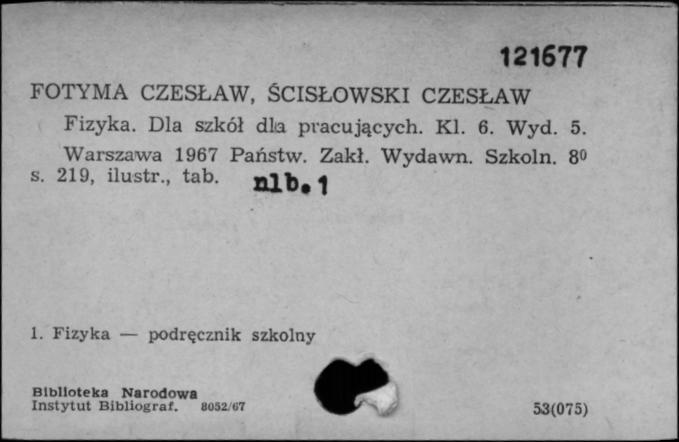 121677
FOTYMA CZESŁAW, ŚCISŁOWSKI CZESŁAW
Fizyka. Dla szkół dla pracujących. Kl. 6. Wyd. 5.
Warszawa 1967 Państw. Zakł. Wydawn. Szkoln. 8⁰
s. 219, ilustr., tab. nlb. 1
1. Fizyka — podręcznik szkolny
Biblioteka Narodowa
Instytut Bibliograf. 8052/67
53(075)